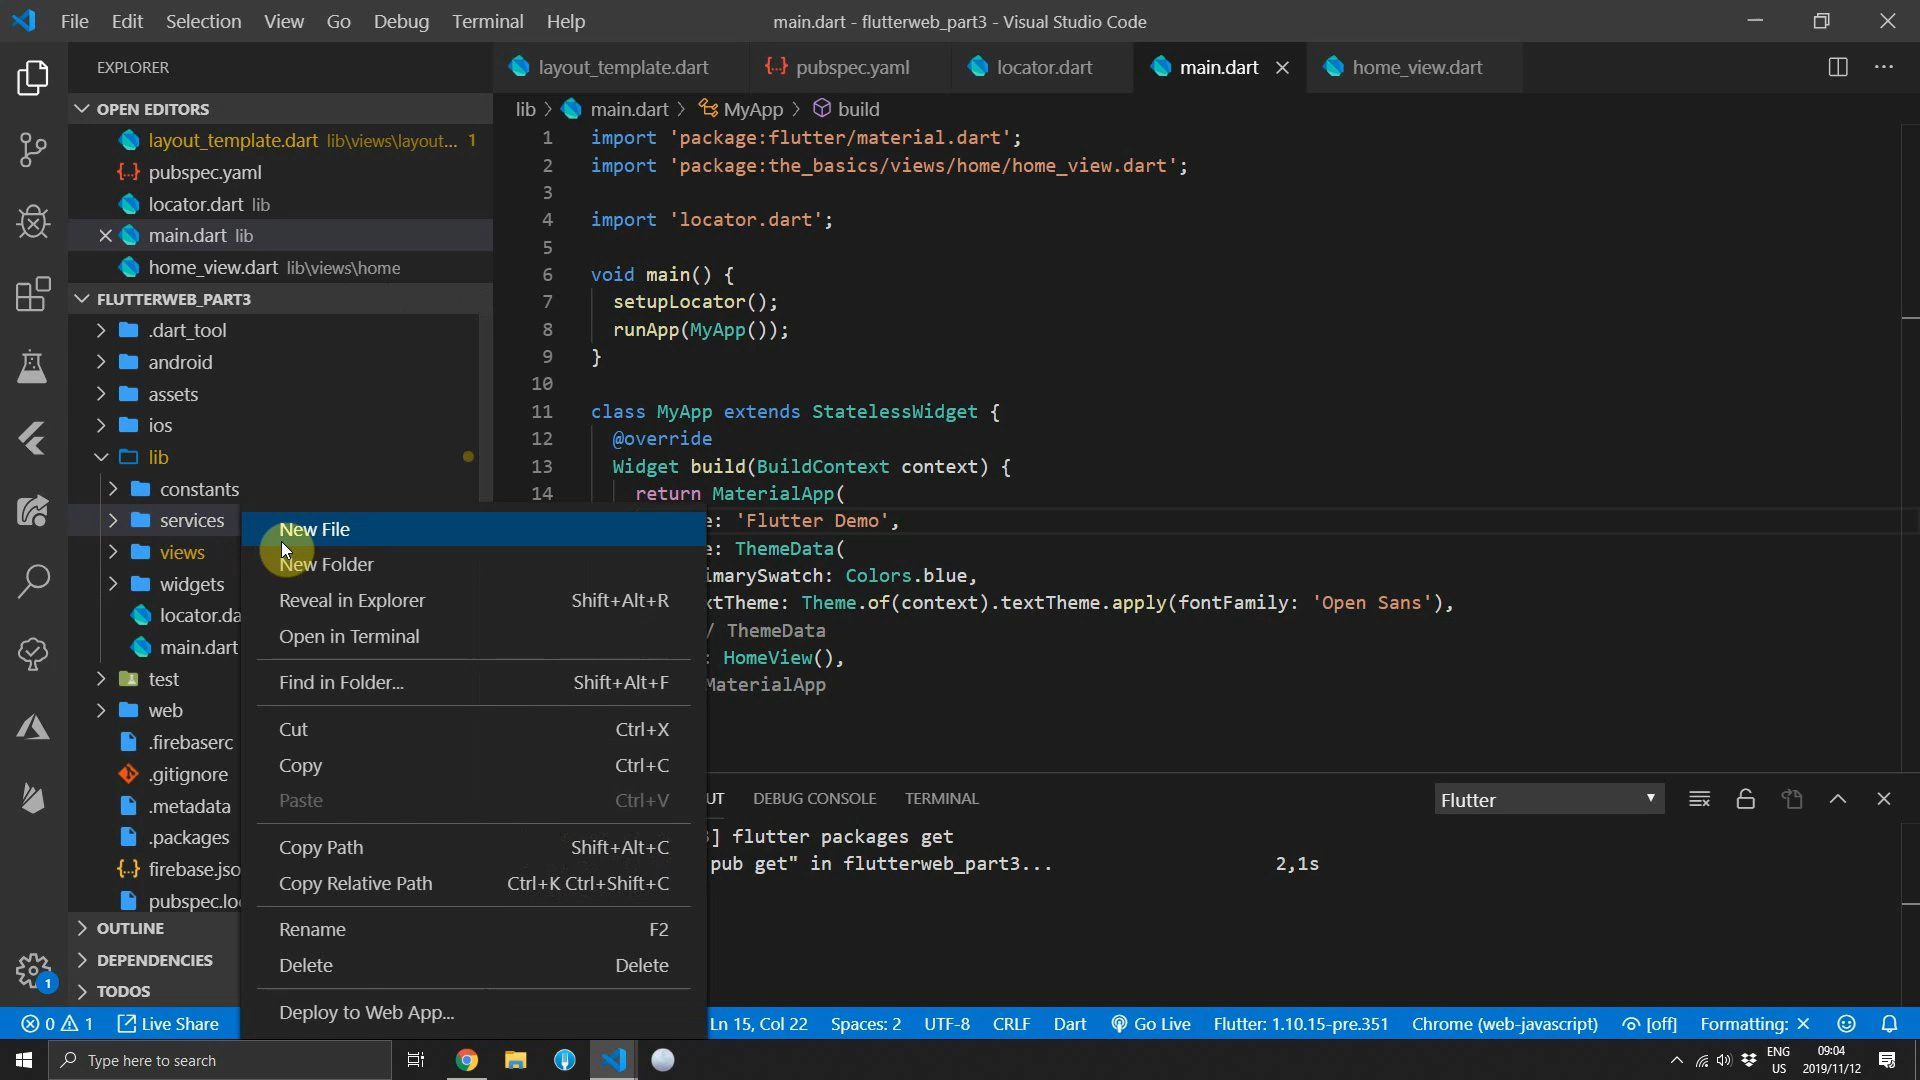 File Edit Selection View Go Debug Terminal Help
main.dart - flutterweb_part3 - Visual Studio Code
EXPLORER
OPEN EDITORS
layout_template.dart lib\views\layout... 1
pubspec.yaml
locator.dart lib
main.dart lib
home_view.dart lib\views\home
FLUTTERWEB_PART3
.dart_tool
android
assets
ios
lib
constants
services
views
widgets
locator.da
main.dart
test
web
.firebaserc
.gitignore
.metadata
.packages
firebase.jso
pubspec.lo
OUTLINE
DEPENDENCIES
TODOS
layout_template.dart pubspec.yaml locator.dart main.dart home_view.dart
lib > main.dart > MyApp > build
1 import 'package:flutter/material.dart';
2 import 'package:the_basics/views/home/home_view.dart';
3
4 import 'locator.dart';
5
6 void main() {
7 setupLocator();
8 runApp(MyApp());
9 }
10
11 class MyApp extends StatelessWidget {
12 @override
13 Widget build(BuildContext context) {
14 return MaterialApp(
e: 'Flutter Demo',
e: ThemeData(
imarySwatch: Colors.blue,
xtTheme: Theme.of(context).textTheme.apply(fontFamily: 'Open Sans'),
/ ThemeData
: HomeView(),
MaterialApp
New File
New Folder
Reveal in Explorer Shift+Alt+R
Open in Terminal
Find in Folder... Shift+Alt+F
Cut Ctrl+X
Copy Ctrl+C
Paste Ctrl+V
Copy Path Shift+Alt+C
Copy Relative Path Ctrl+K Ctrl+Shift+C
Rename F2
Delete Delete
Deploy to Web App...
UT DEBUG CONSOLE TERMINAL
Flutter
3] flutter packages get
pub get" in flutterweb_part3... 2,1s
1
0 1 Live Share
Ln 15, Col 22 Spaces: 2 UTF-8 CRLF Dart Go Live Flutter: 1.10.15-pre.351 Chrome (web-javascript) [off] Formatting: ×
Type here to search
ENG
US
09:04
2019/11/12